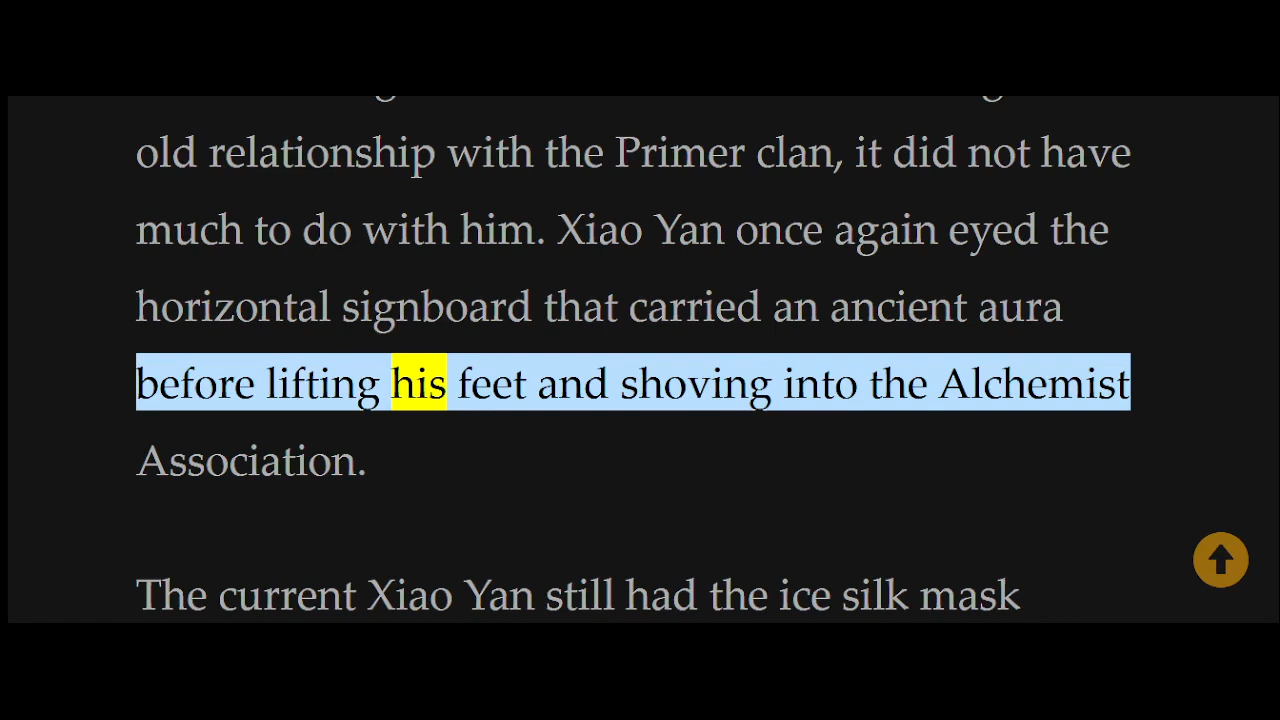 old relationship with the Primer clan, it did not have
much to do with him. Xiao Yan once again eyed the
horizontal signboard that carried an ancient aura
before lifting his feet and shoving into the Alchemist
Association.
The current Xiao Yan still had the ice silk mask